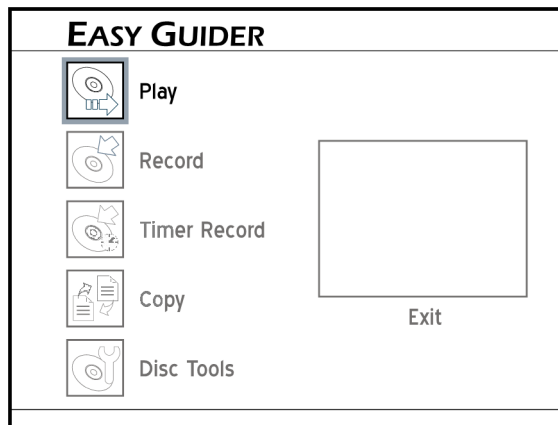 EASY GUIDER
Play
Record
Timer Record
Copy
Exit
Disc Tools